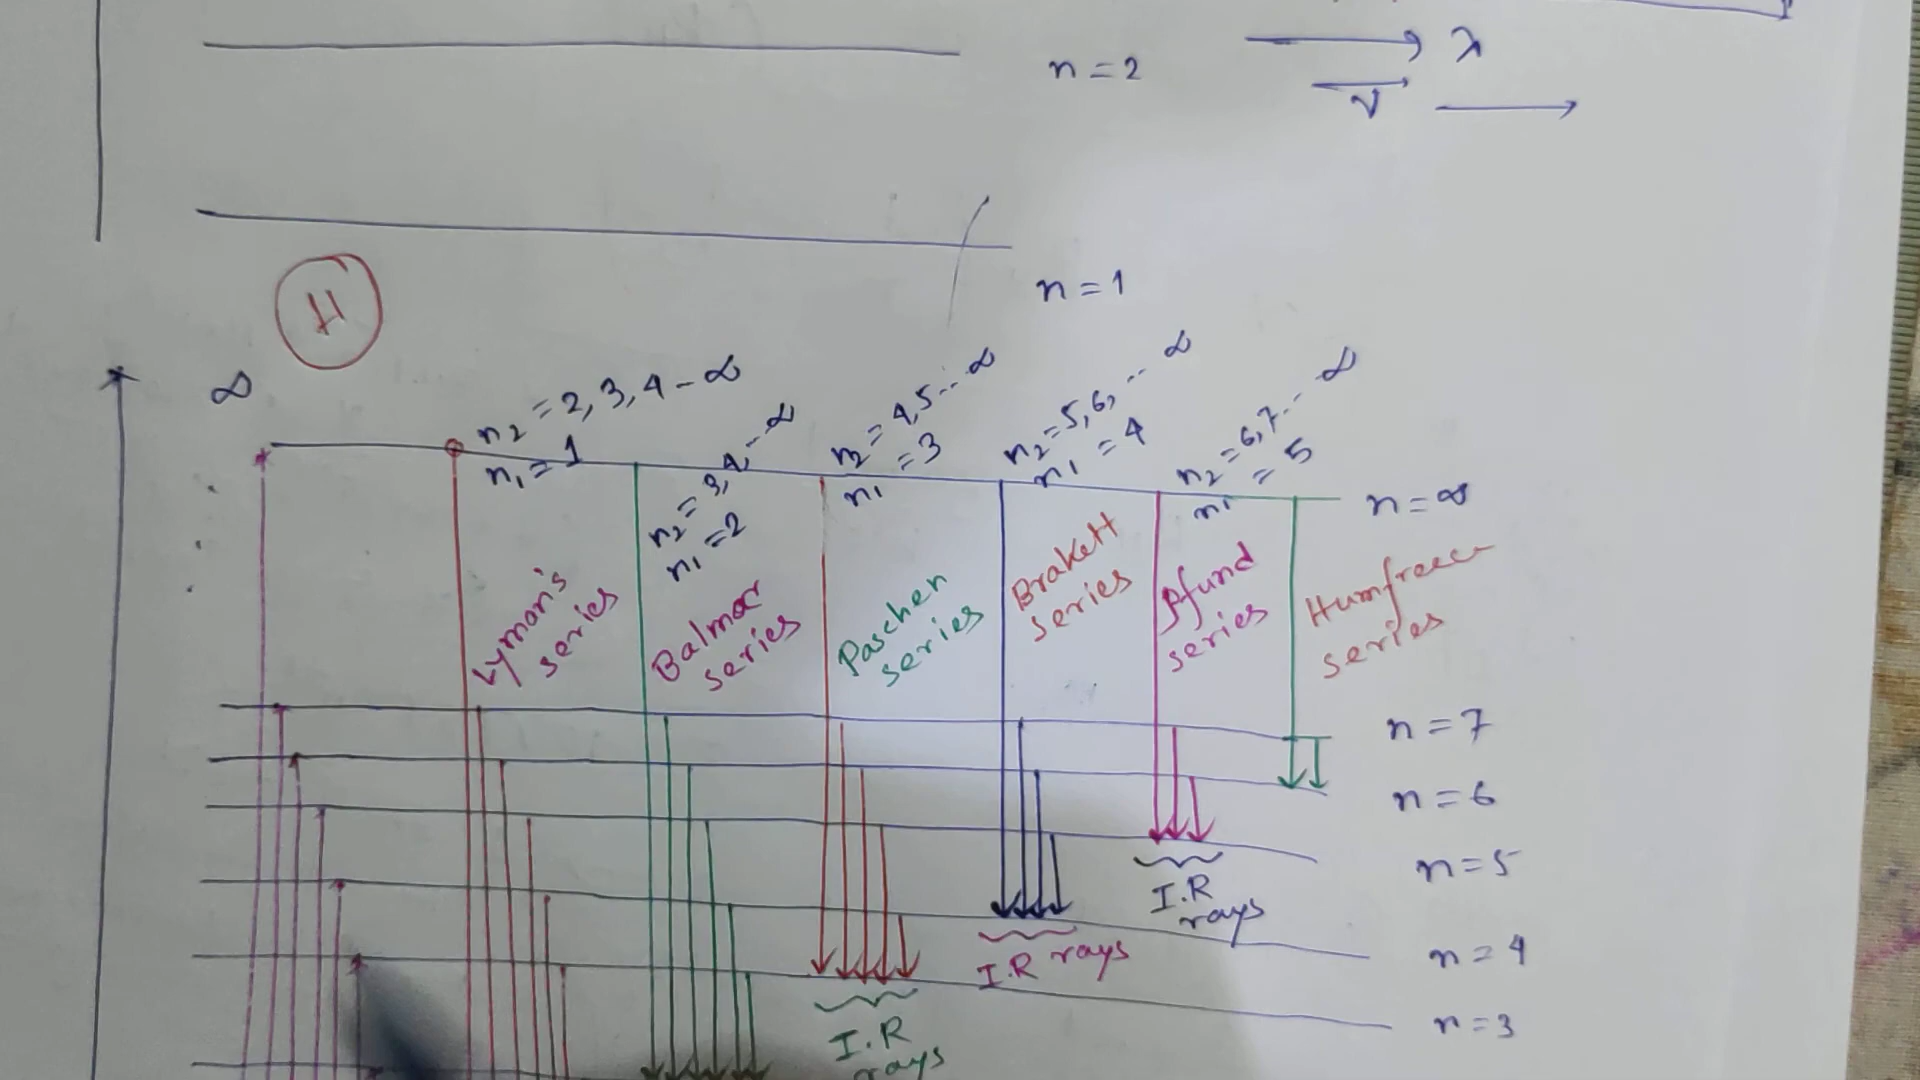 n = 2
λ
ν
n = 1
H
∞
n2 = 2, 3, 4 - ∞
n1 = 1
n2 = 3, 4, - ∞
n1 = 2
n2 = 4, 5 .. ∞
n1 = 3
n2 = 5, 6, .. ∞
n1 = 4
n2 = 6, 7 .. ∞
n1 = 5
n = ∞
Lyman's
series
Balmar
series
Paschen
series
Brakett
series
Pfund
series
Humfreee
series
n = 7
n = 6
n = 5
I.R
rays
n = 4
I.R rays
n = 3
I.R
rays